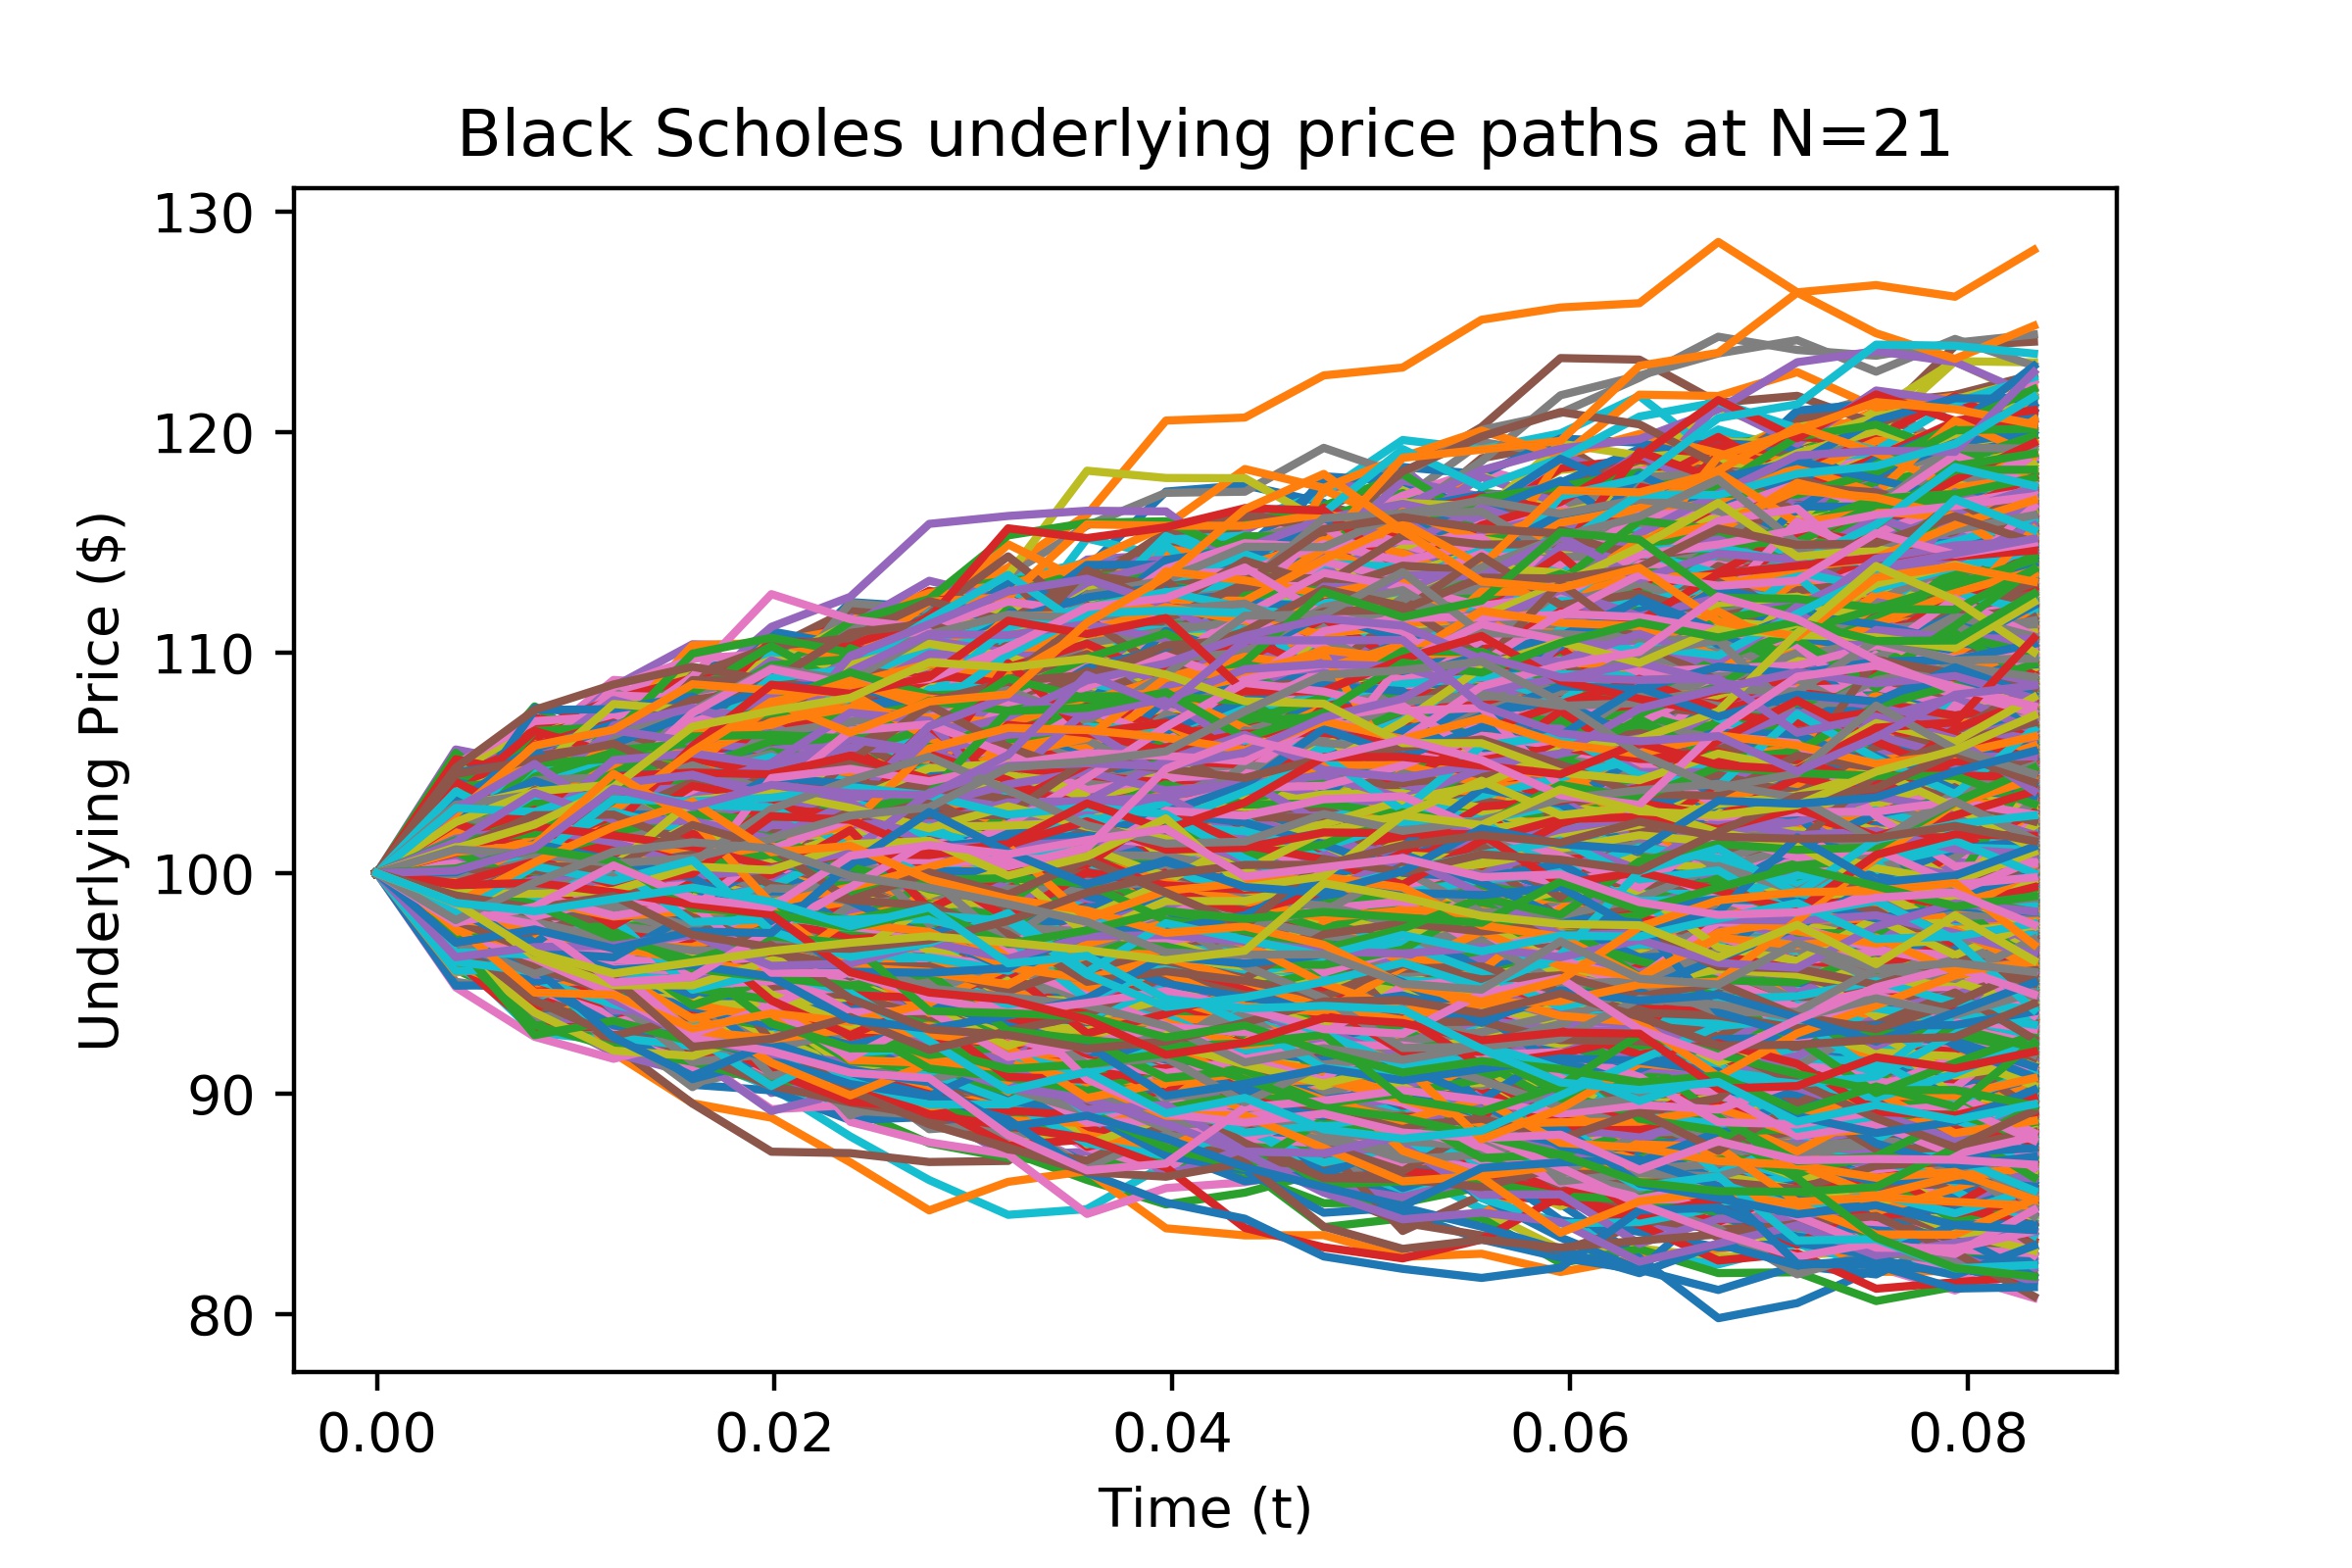 Black Scholes underlying price paths at N=21
130
120
110
100
90
80
Underlying Price ($)
0.00 0.02 0.04 0.06 0.08
Time (t)